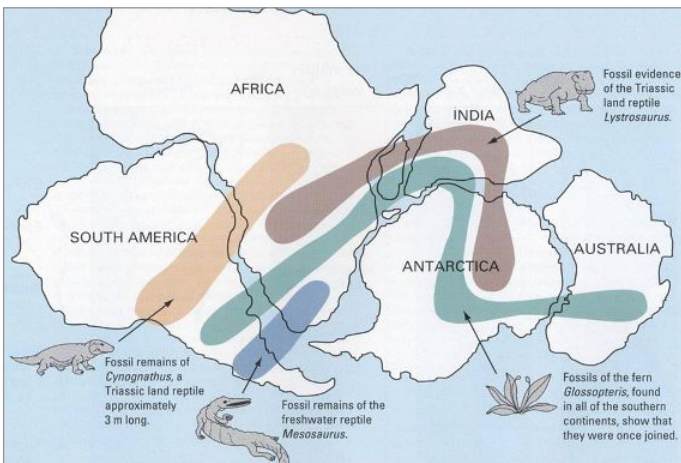 AFRICA
INDIA
Fossil evidence
of the Triassic
land reptile
Lystrosaurus.
SOUTH AMERICA
ANTARCTICA
AUSTRALIA
Fossil remains of
Cynognathus, a
Triassic land reptile
approximately
3 m long.
Fossil remains of the
freshwater reptile
Mesosaurus.
Fossils of the fern
Glossopteris, found
in all of the southern
continents, show that
they were once joined.